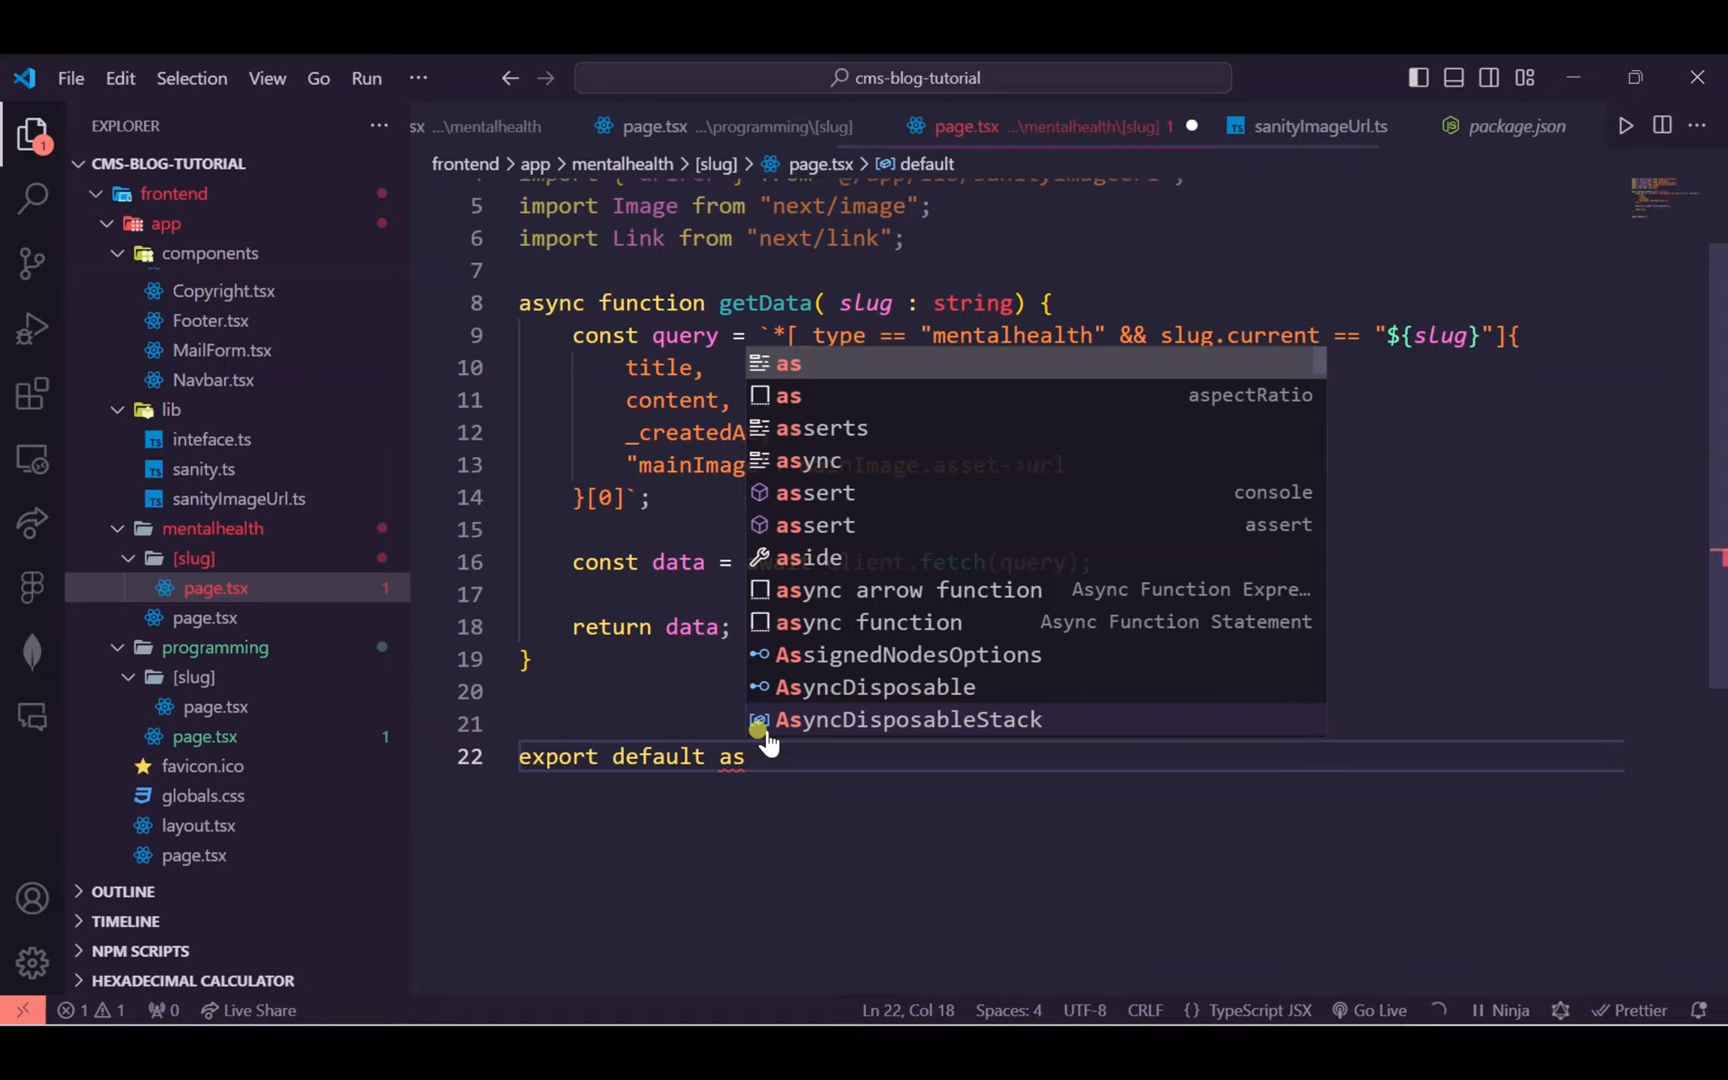 File Edit Selection View Go Run ··· cms-blog-tutorial
EXPLORER ···
CMS-BLOG-TUTORIAL
frontend
app
components
Copyright.tsx
Footer.tsx
MailForm.tsx
Navbar.tsx
lib
inteface.ts
sanity.ts
sanityImageUrl.ts
mentalhealth
[slug]
page.tsx 1
page.tsx
programming
[slug]
page.tsx
page.tsx 1
favicon.ico
globals.css
layout.tsx
page.tsx
OUTLINE
TIMELINE
NPM SCRIPTS
HEXADECIMAL CALCULATOR
1
sx ...\mentalhealth page.tsx ...\programming\[slug] page.tsx ...\mentalhealth\[slug] 1 sanityImageUrl.ts package.json ···
frontend > app > mentalhealth > [slug] > page.tsx > default
5 import Image from "next/image";
6 import Link from "next/link";
7
8 async function getData( slug : string) {
9 const query = `*[_type == "mentalhealth" && slug.current == "${slug}"]{
10 title,
11 content,
12 _createdA
13 "mainImag mainImage.asset->url
14 }[0]`;
15
16 const data = await client.fetch(query);
17
18 return data;
19 }
20
21
22 export default as
as
as aspectRatio
asserts
async
assert console
assert assert
aside
async arrow function Async Function Expre...
async function Async Function Statement
AssignedNodesOptions
AsyncDisposable
AsyncDisposableStack
1 1 0 Live Share Ln 22, Col 18 Spaces: 4 UTF-8 CRLF {} TypeScript JSX Go Live Ninja Prettier